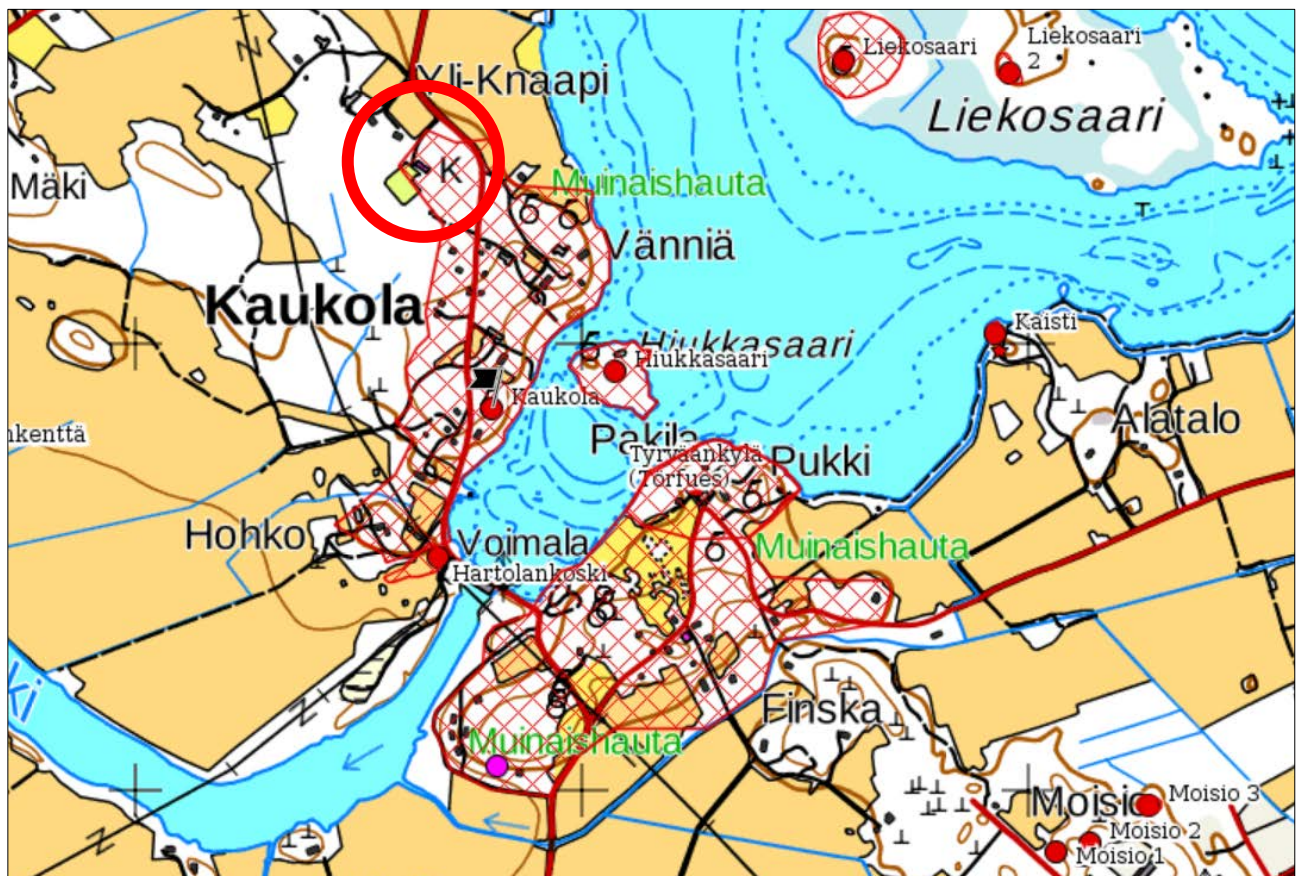 Liekosaari
Liekosaari
2
Yli-Knaapi
Liekosaari
K
Mäki
Muinaishauta
Vänniä
Kaukola
Kaisti
Hiukkasaari
Hiukkasaari
Kaukola
Alatalo
nkenttä
Pakila
Tyrväänkylä
(Torfues)
Pukki
Hohko
Voimala
Muinaishauta
Hartolankoski
ki
Finska
Muinaishauta
Moisio
Moisio 3
Moisio 2
Moisio 1